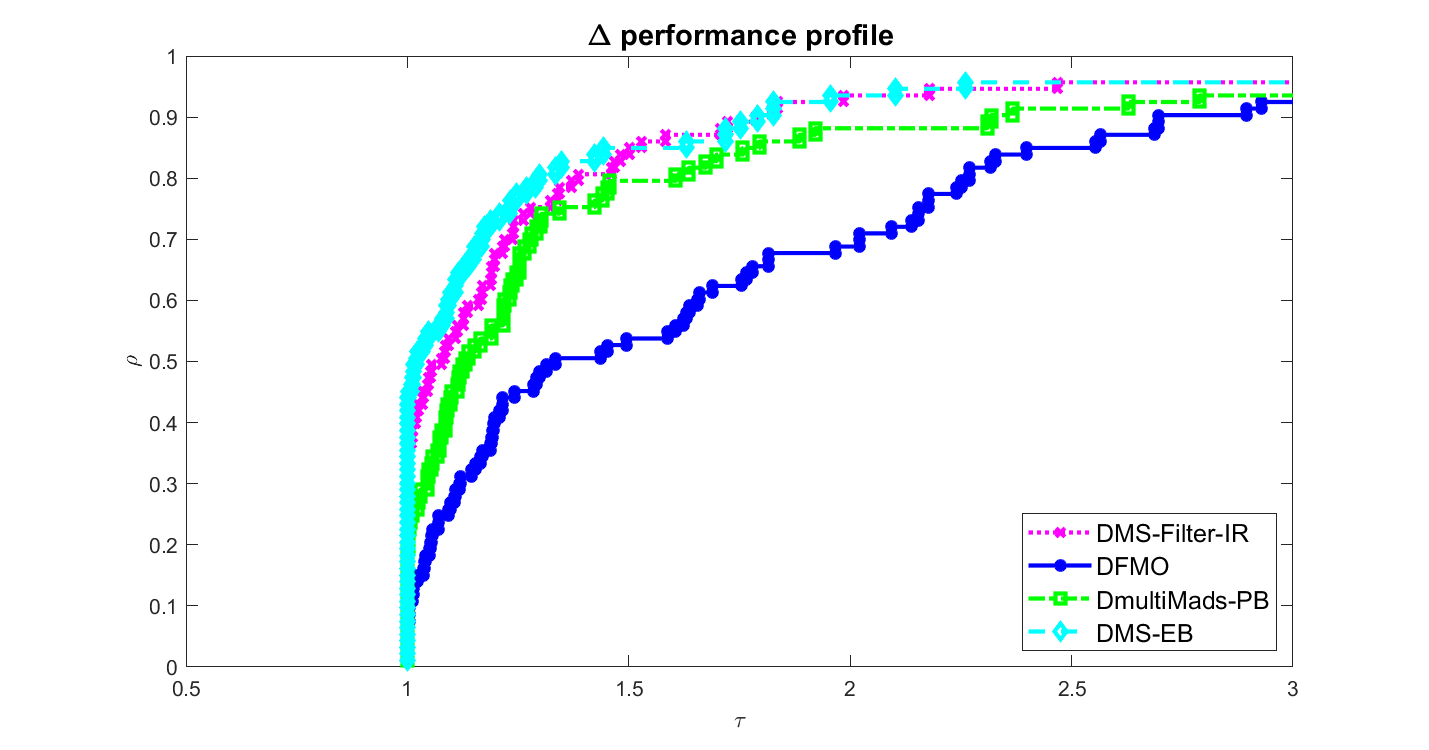 Δ performance profile
1
0.9
0.8
0.7
0.6
0.5
0.4
0.3
0.2
0.1
0
ρ
0.5 1 1.5 2 2.5 3
τ
DMS-Filter-IR
DFMO
DmultiMads-PB
DMS-EB